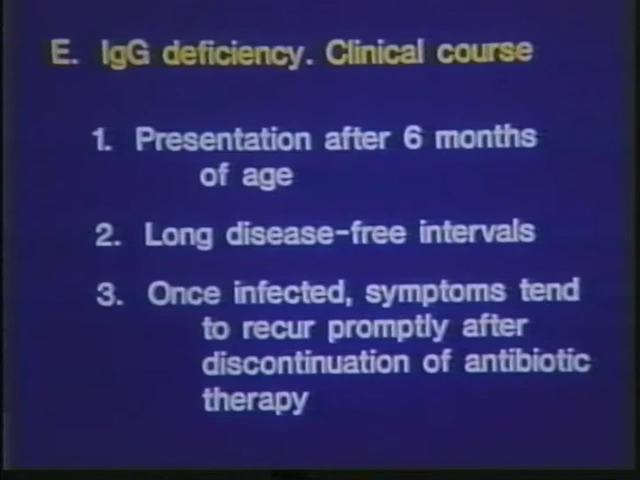 E. IgG deficiency. Clinical course
1. Presentation after 6 months
of age
2. Long disease-free intervals
3. Once infected, symptoms tend
to recur promptly after
discontinuation of antibiotic
therapy